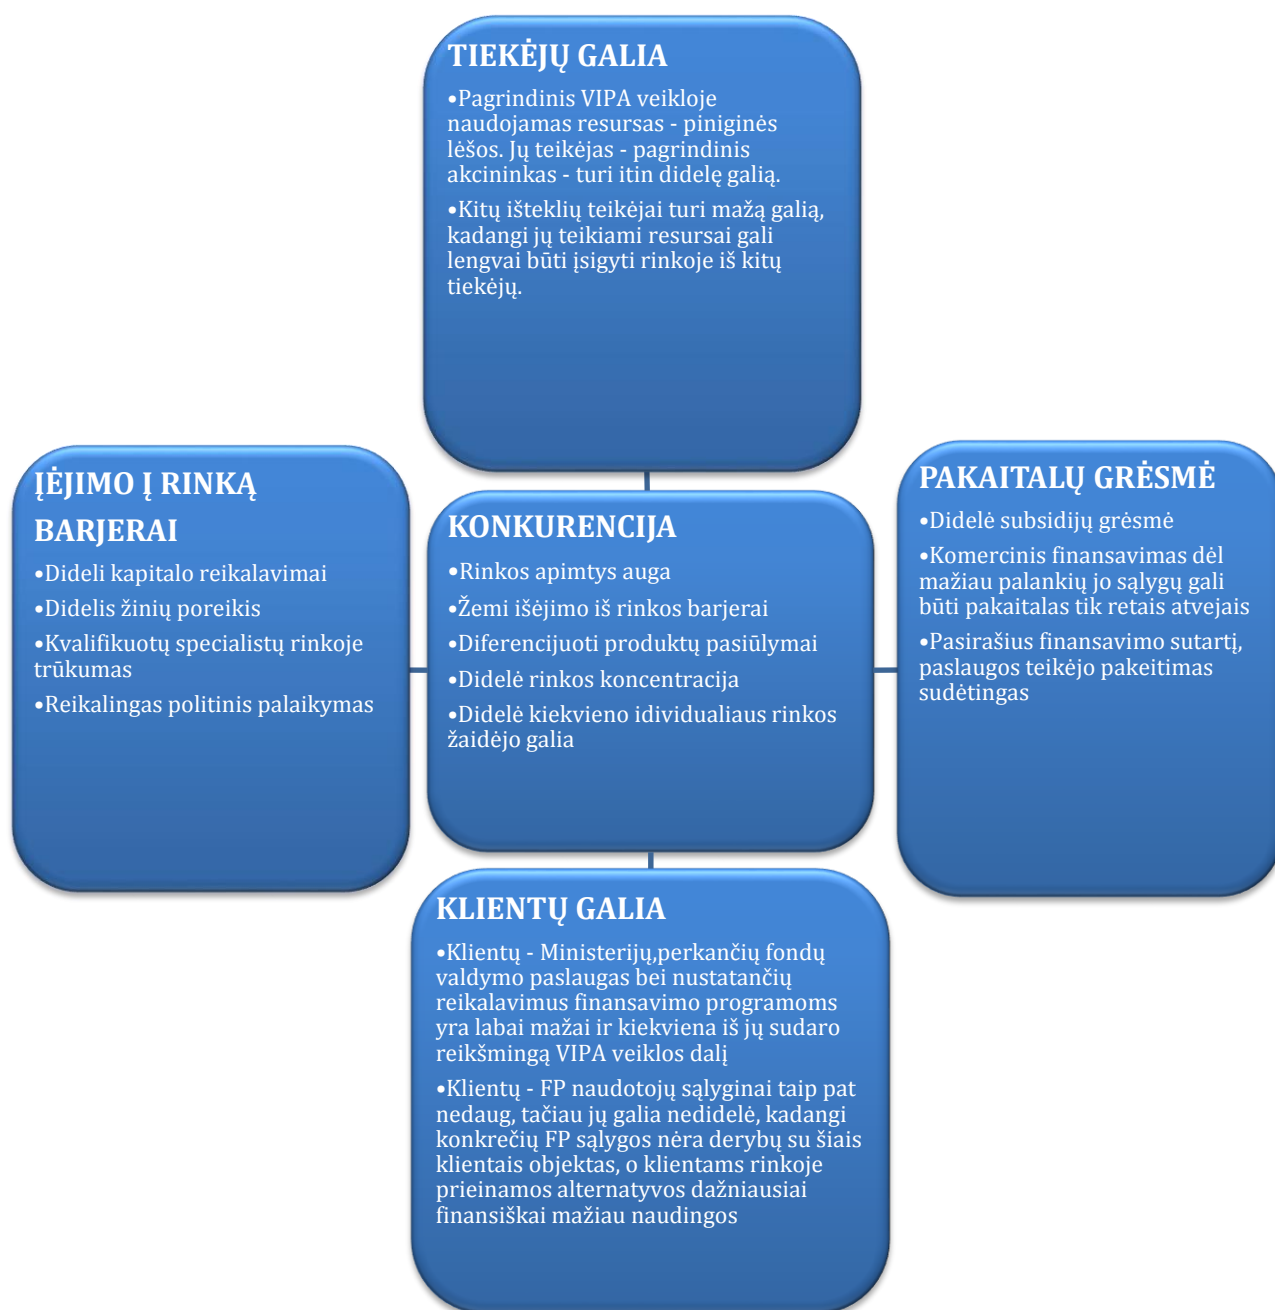 TIEKĖJŲ GALIA
•Pagrindinis VIPA veikloje
naudojamas resursas - piniginės
lėšos. Jų teikėjas - pagrindinis
akcininkas - turi itin didelę galią.
•Kitų išteklių teikėjai turi mažą galią,
kadangi jų teikiami resursai gali
lengvai būti įsigyti rinkoje iš kitų
tiekėjų.
ĮĖJIMO Į RINKĄ
BARJERAI
•Dideli kapitalo reikalavimai
•Didelis žinių poreikis
•Kvalifikuotų specialistų rinkoje
trūkumas
•Reikalingas politinis palaikymas
KONKURENCIJA
•Rinkos apimtys auga
•Žemi išėjimo iš rinkos barjerai
•Diferencijuoti produktų pasiūlymai
•Didelė rinkos koncentracija
•Didelė kiekvieno idividualiaus rinkos
žaidėjo galia
PAKAITALŲ GRĖSMĖ
•Didelė subsidijų grėsmė
•Komercinis finansavimas dėl
mažiau palankių jo sąlygų gali
būti pakaitalas tik retais atvejais
•Pasirašius finansavimo sutartį,
paslaugos teikėjo pakeitimas
sudėtingas
KLIENTŲ GALIA
•Klientų - Ministerijų,perkančių fondų
valdymo paslaugas bei nustatančių
reikalavimus finansavimo programoms
yra labai mažai ir kiekviena iš jų sudaro
reikšmingą VIPA veiklos dalį
•Klientų - FP naudotojų sąlyginai taip pat
nedaug, tačiau jų galia nedidelė, kadangi
konkrečių FP sąlygos nėra derybų su šiais
klientais objektas, o klientams rinkoje
prieinamos alternatyvos dažniausiai
finansiškai mažiau naudingos